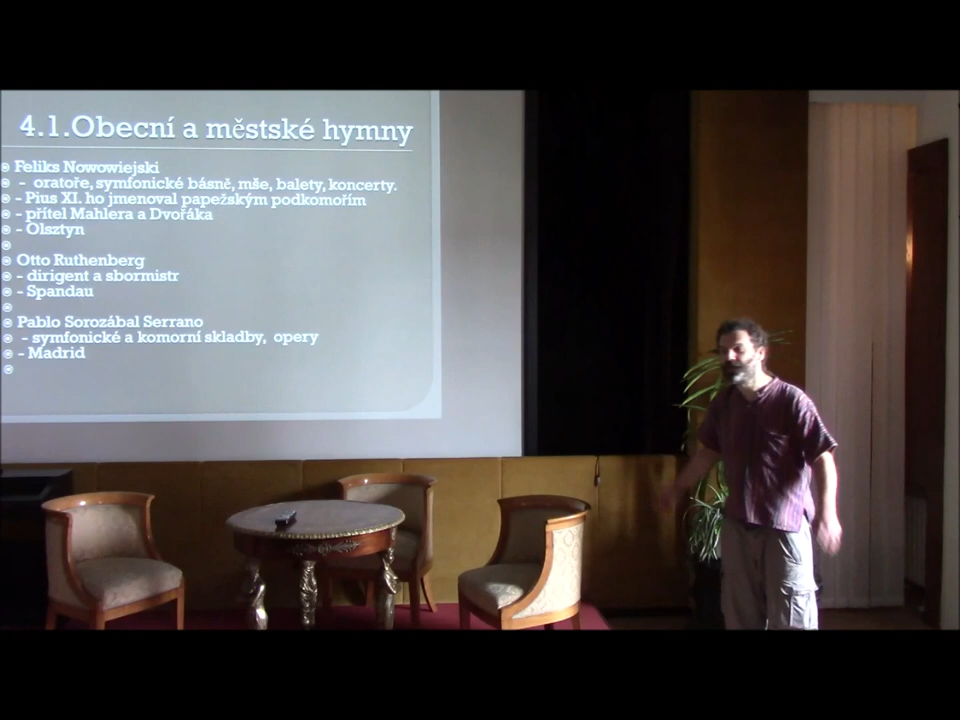 4.1.Obecní a městské hymny
Feliks Nowowiejski
- oratoře, symfonické básně, mše, balety, koncerty.
- Pius XI. ho jmenoval papežským podkomořím
- přítel Mahlera a Dvořáka
- Olsztyn
Otto Ruthenberg
- dirigent a sbormistr
- Spandau
Pablo Sorozábal Serrano
- symfonické a komorní skladby, opery
- Madrid